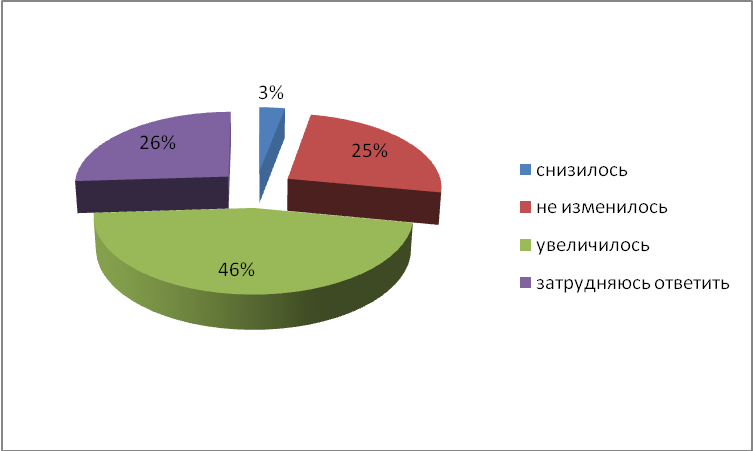 3%
25%
26%
46%
снизилось
не изменилось
увеличилось
затрудняюсь ответить